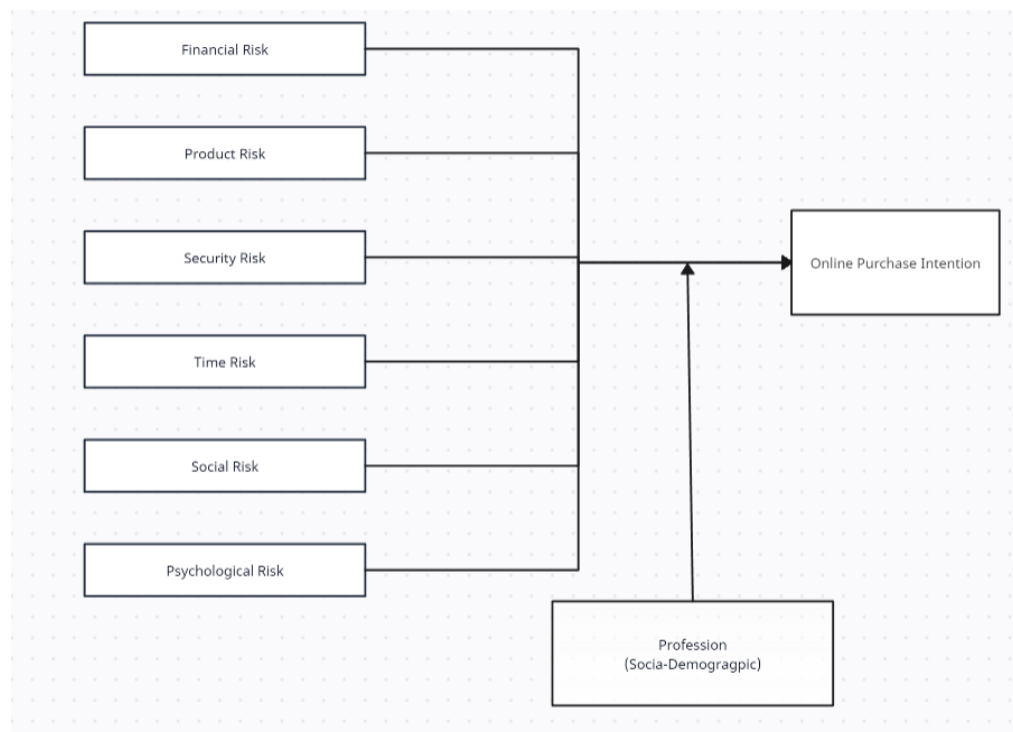 Financial Risk
Product Risk
Security Risk
Online Purchase Intention
Time Risk
Social Risk
Psychological Risk
Profession
(Socia-Demogragpic)